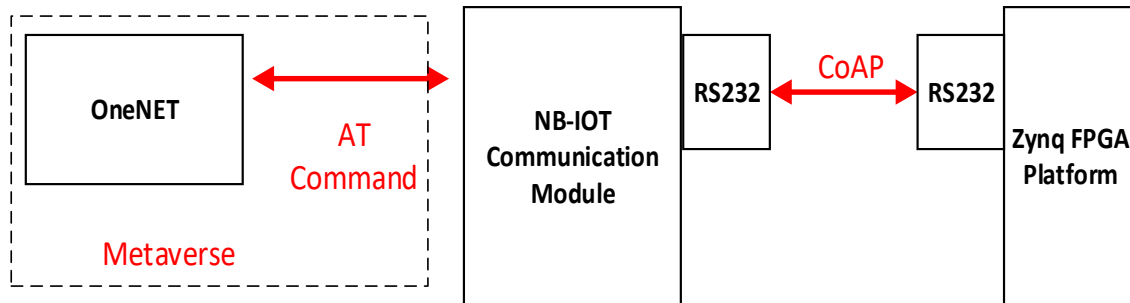 OneNET
AT
Command
Metaverse
NB-IOT
Communication
Module
RS232
CoAP
RS232
Zynq FPGA
Platform